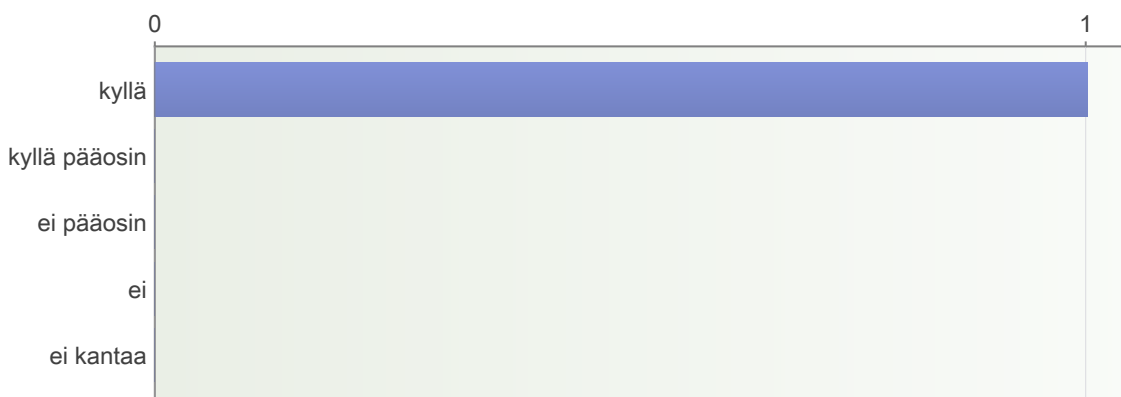 0 1
kyllä
kyllä pääosin
ei pääosin
ei
ei kantaa